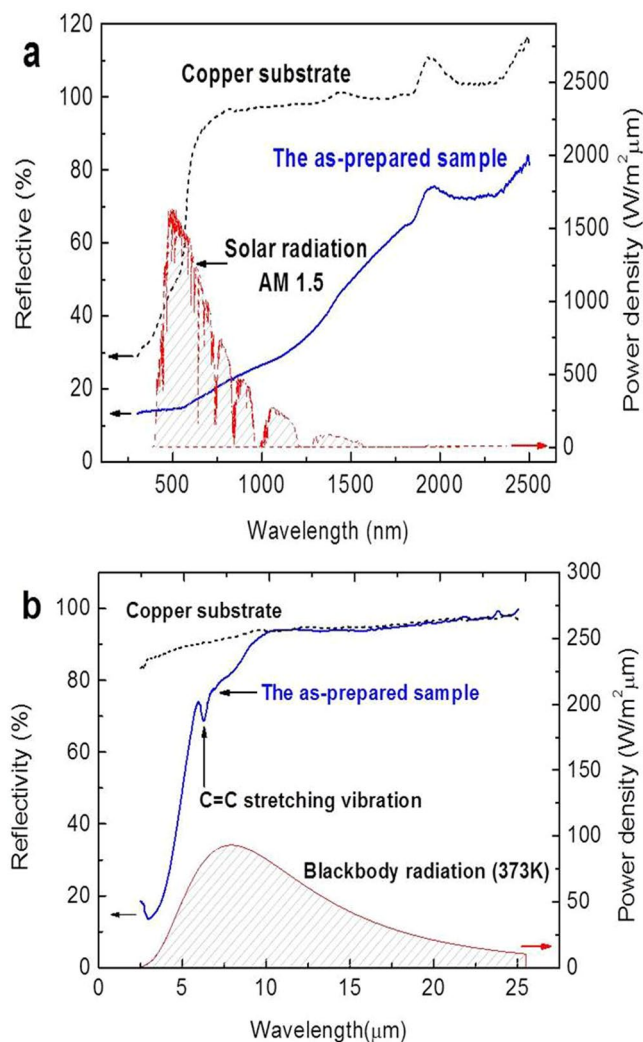 a
120
100
80
60
40
20
0
Reflective (%)
Copper substrate
The as-prepared sample
Solar radiation
AM 1.5
2500
2000
1500
1000
500
0
Power density (W/m²μm)
500
1000
1500
2000
2500
Wavelength (nm)
b
100
80
60
40
20
0
Reflectivity (%)
Copper substrate
The as-prepared sample
C=C stretching vibration
Blackbody radiation (373K)
300
250
200
150
100
50
0
Power density (W/m²μm)
0
5
10
15
20
25
Wavelength(μm)